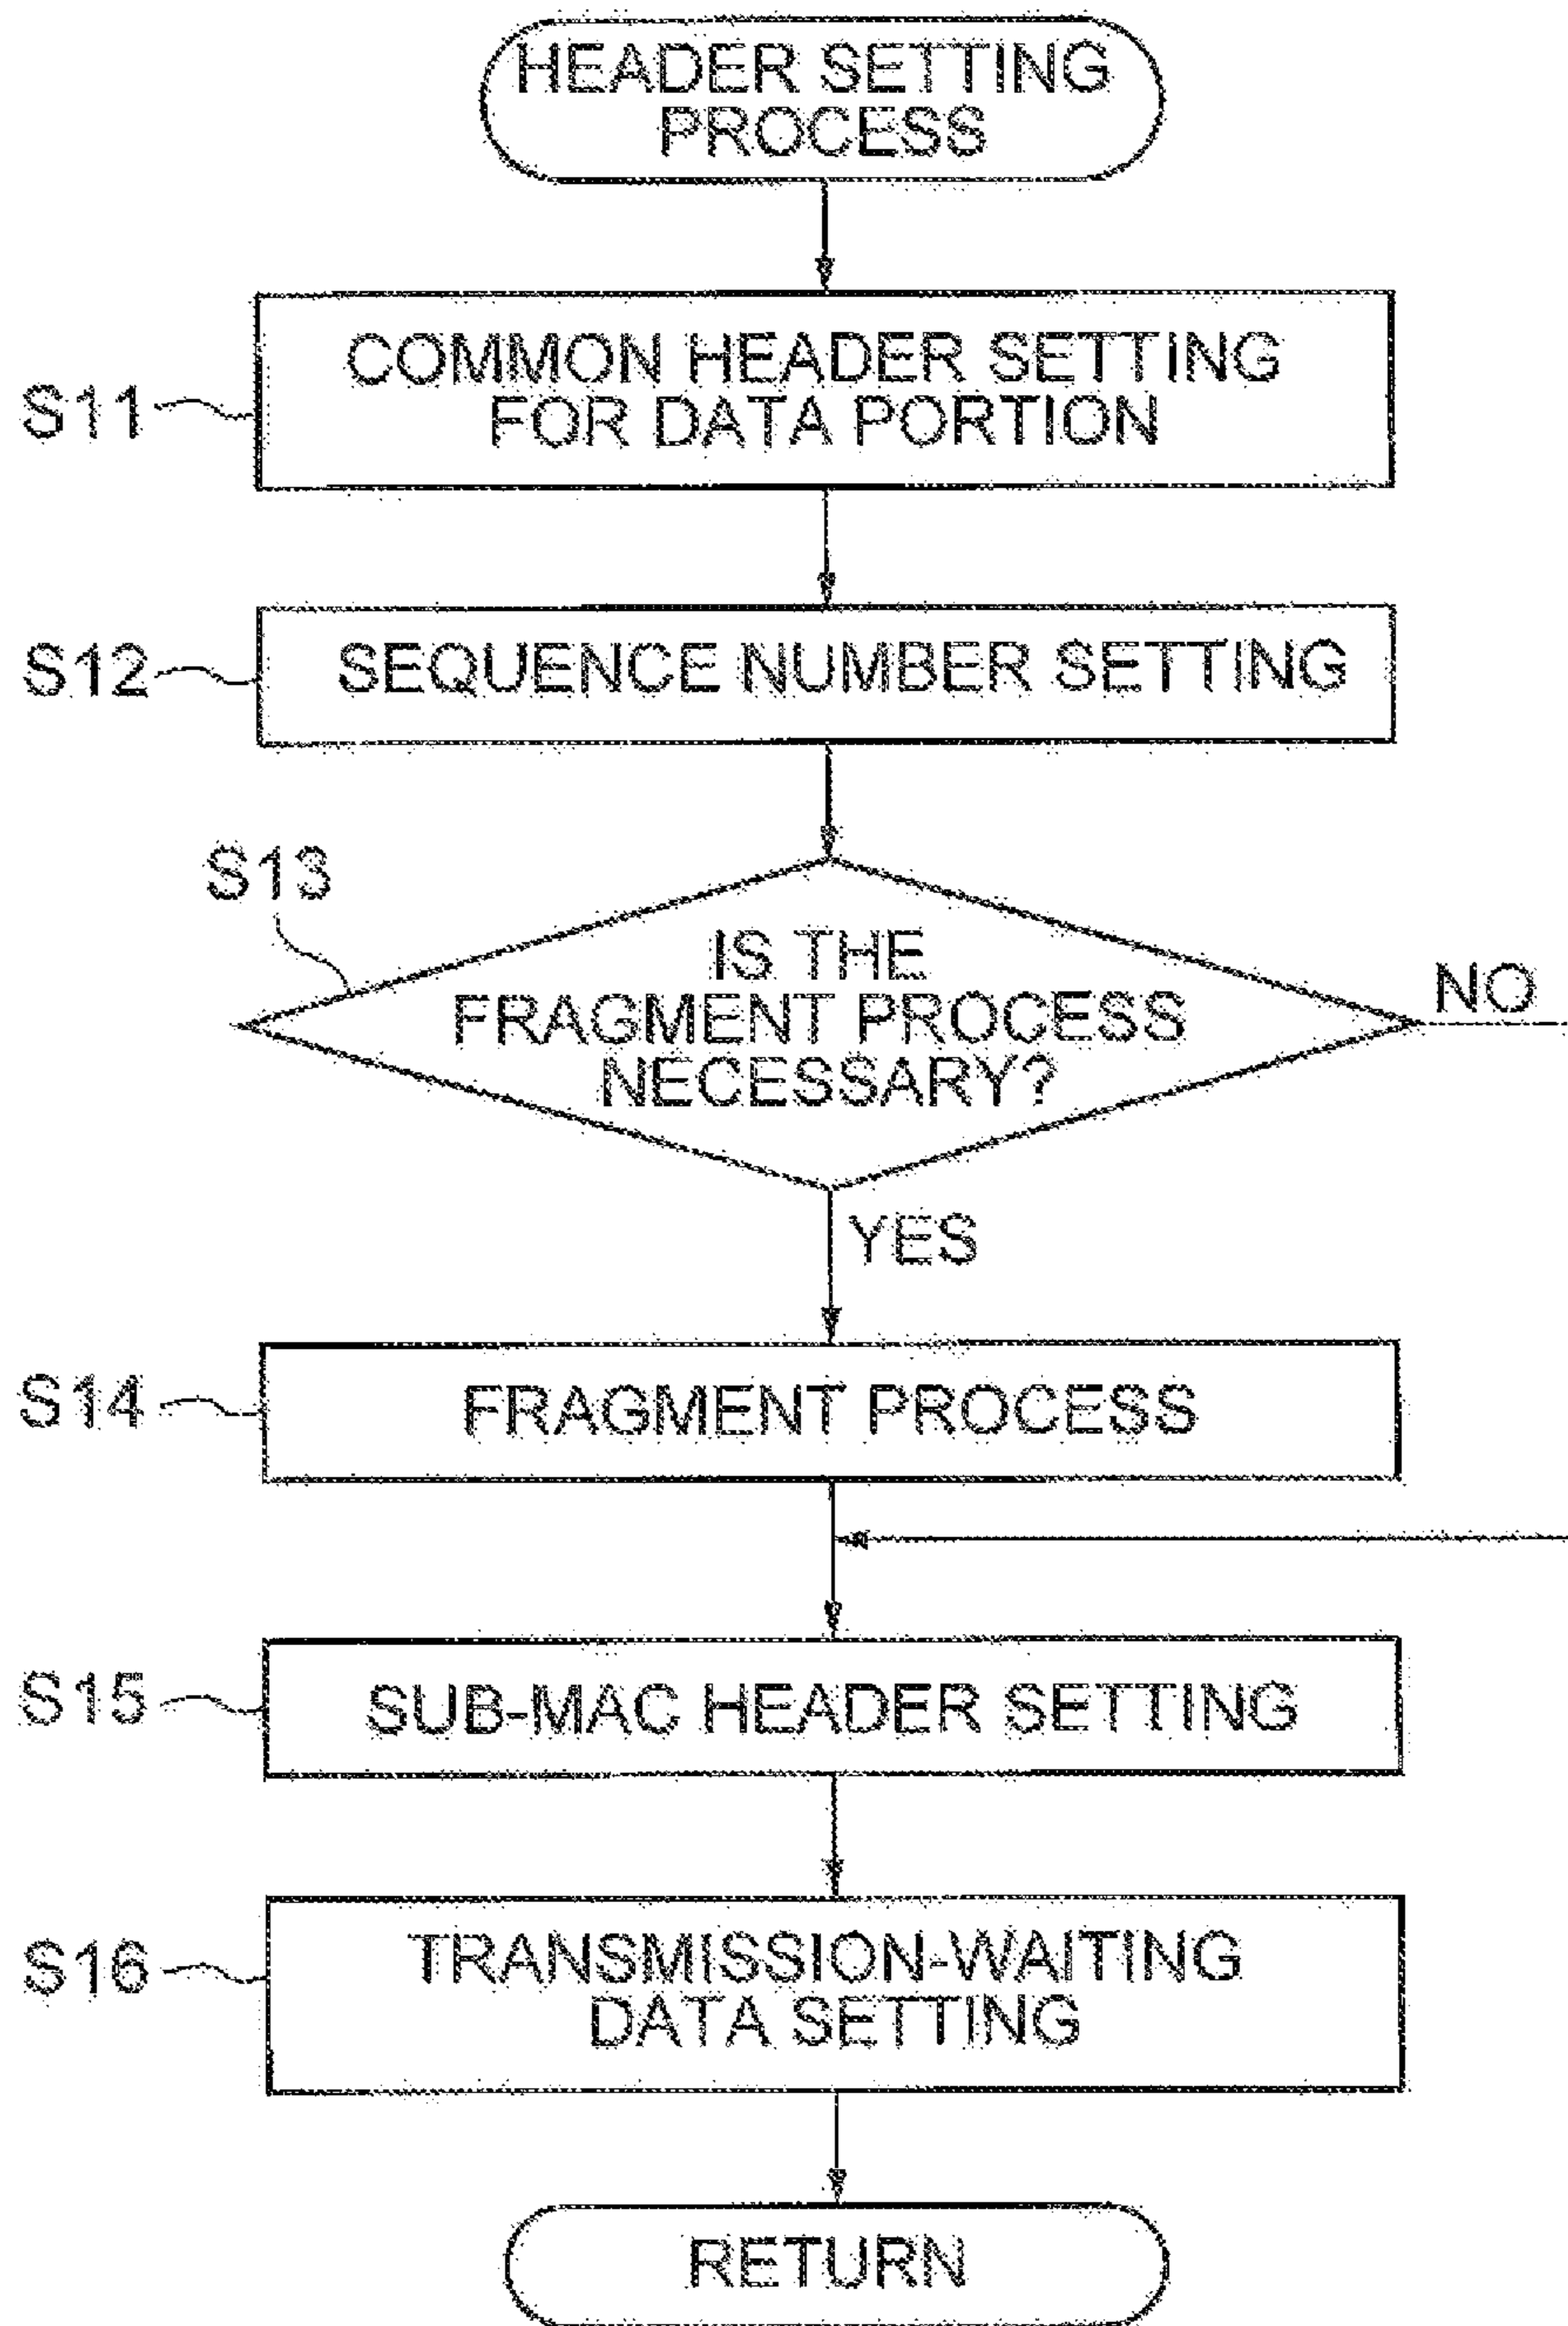 HEADER SETTING
PROCESS
S11
COMMON HEADER SETTING
FOR DATA PORTION
S12
SEQUENCE NUMBER SETTING
S13
IS THE
FRAGMENT PROCESS
NECESSARY?
NO
YES
S14
FRAGMENT PROCESS
S15
SUB-MAC HEADER SETTING
S16
TRANSMISSION-WAITING
DATA SETTING
RETURN